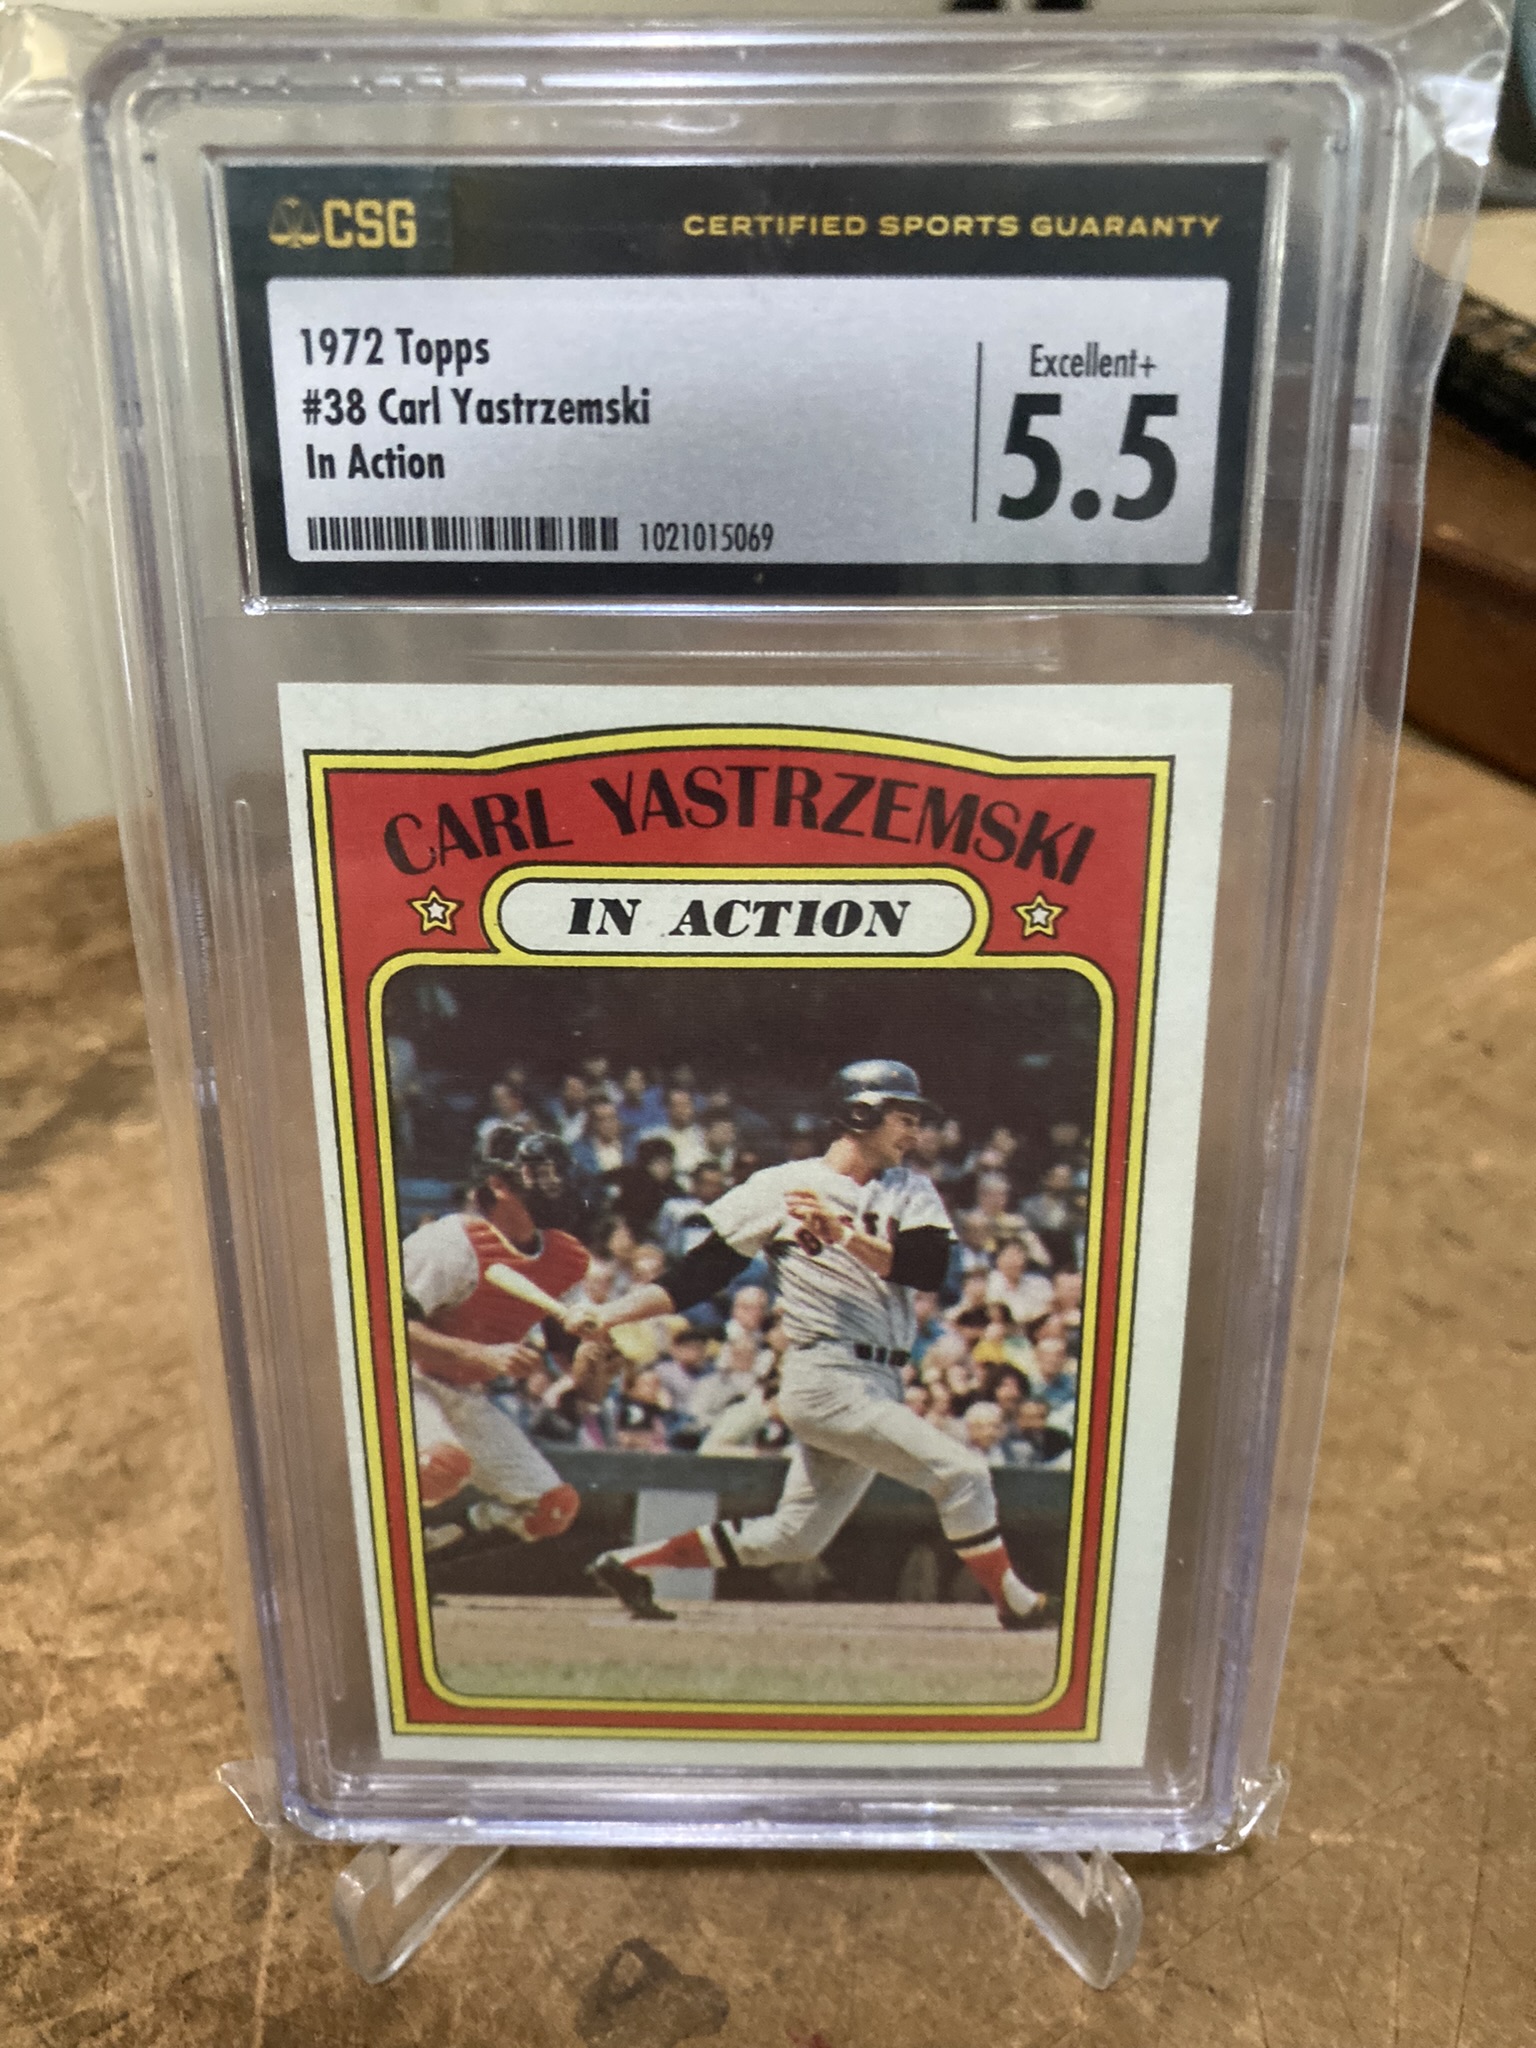 CSG
CERTIFIED SPORTS GUARANTY
1972 Topps
#38 Carl Yastrzemski
In Action
1021015069
Excellent+
5.5
CARL YASTRZEMSKI
IN ACTION